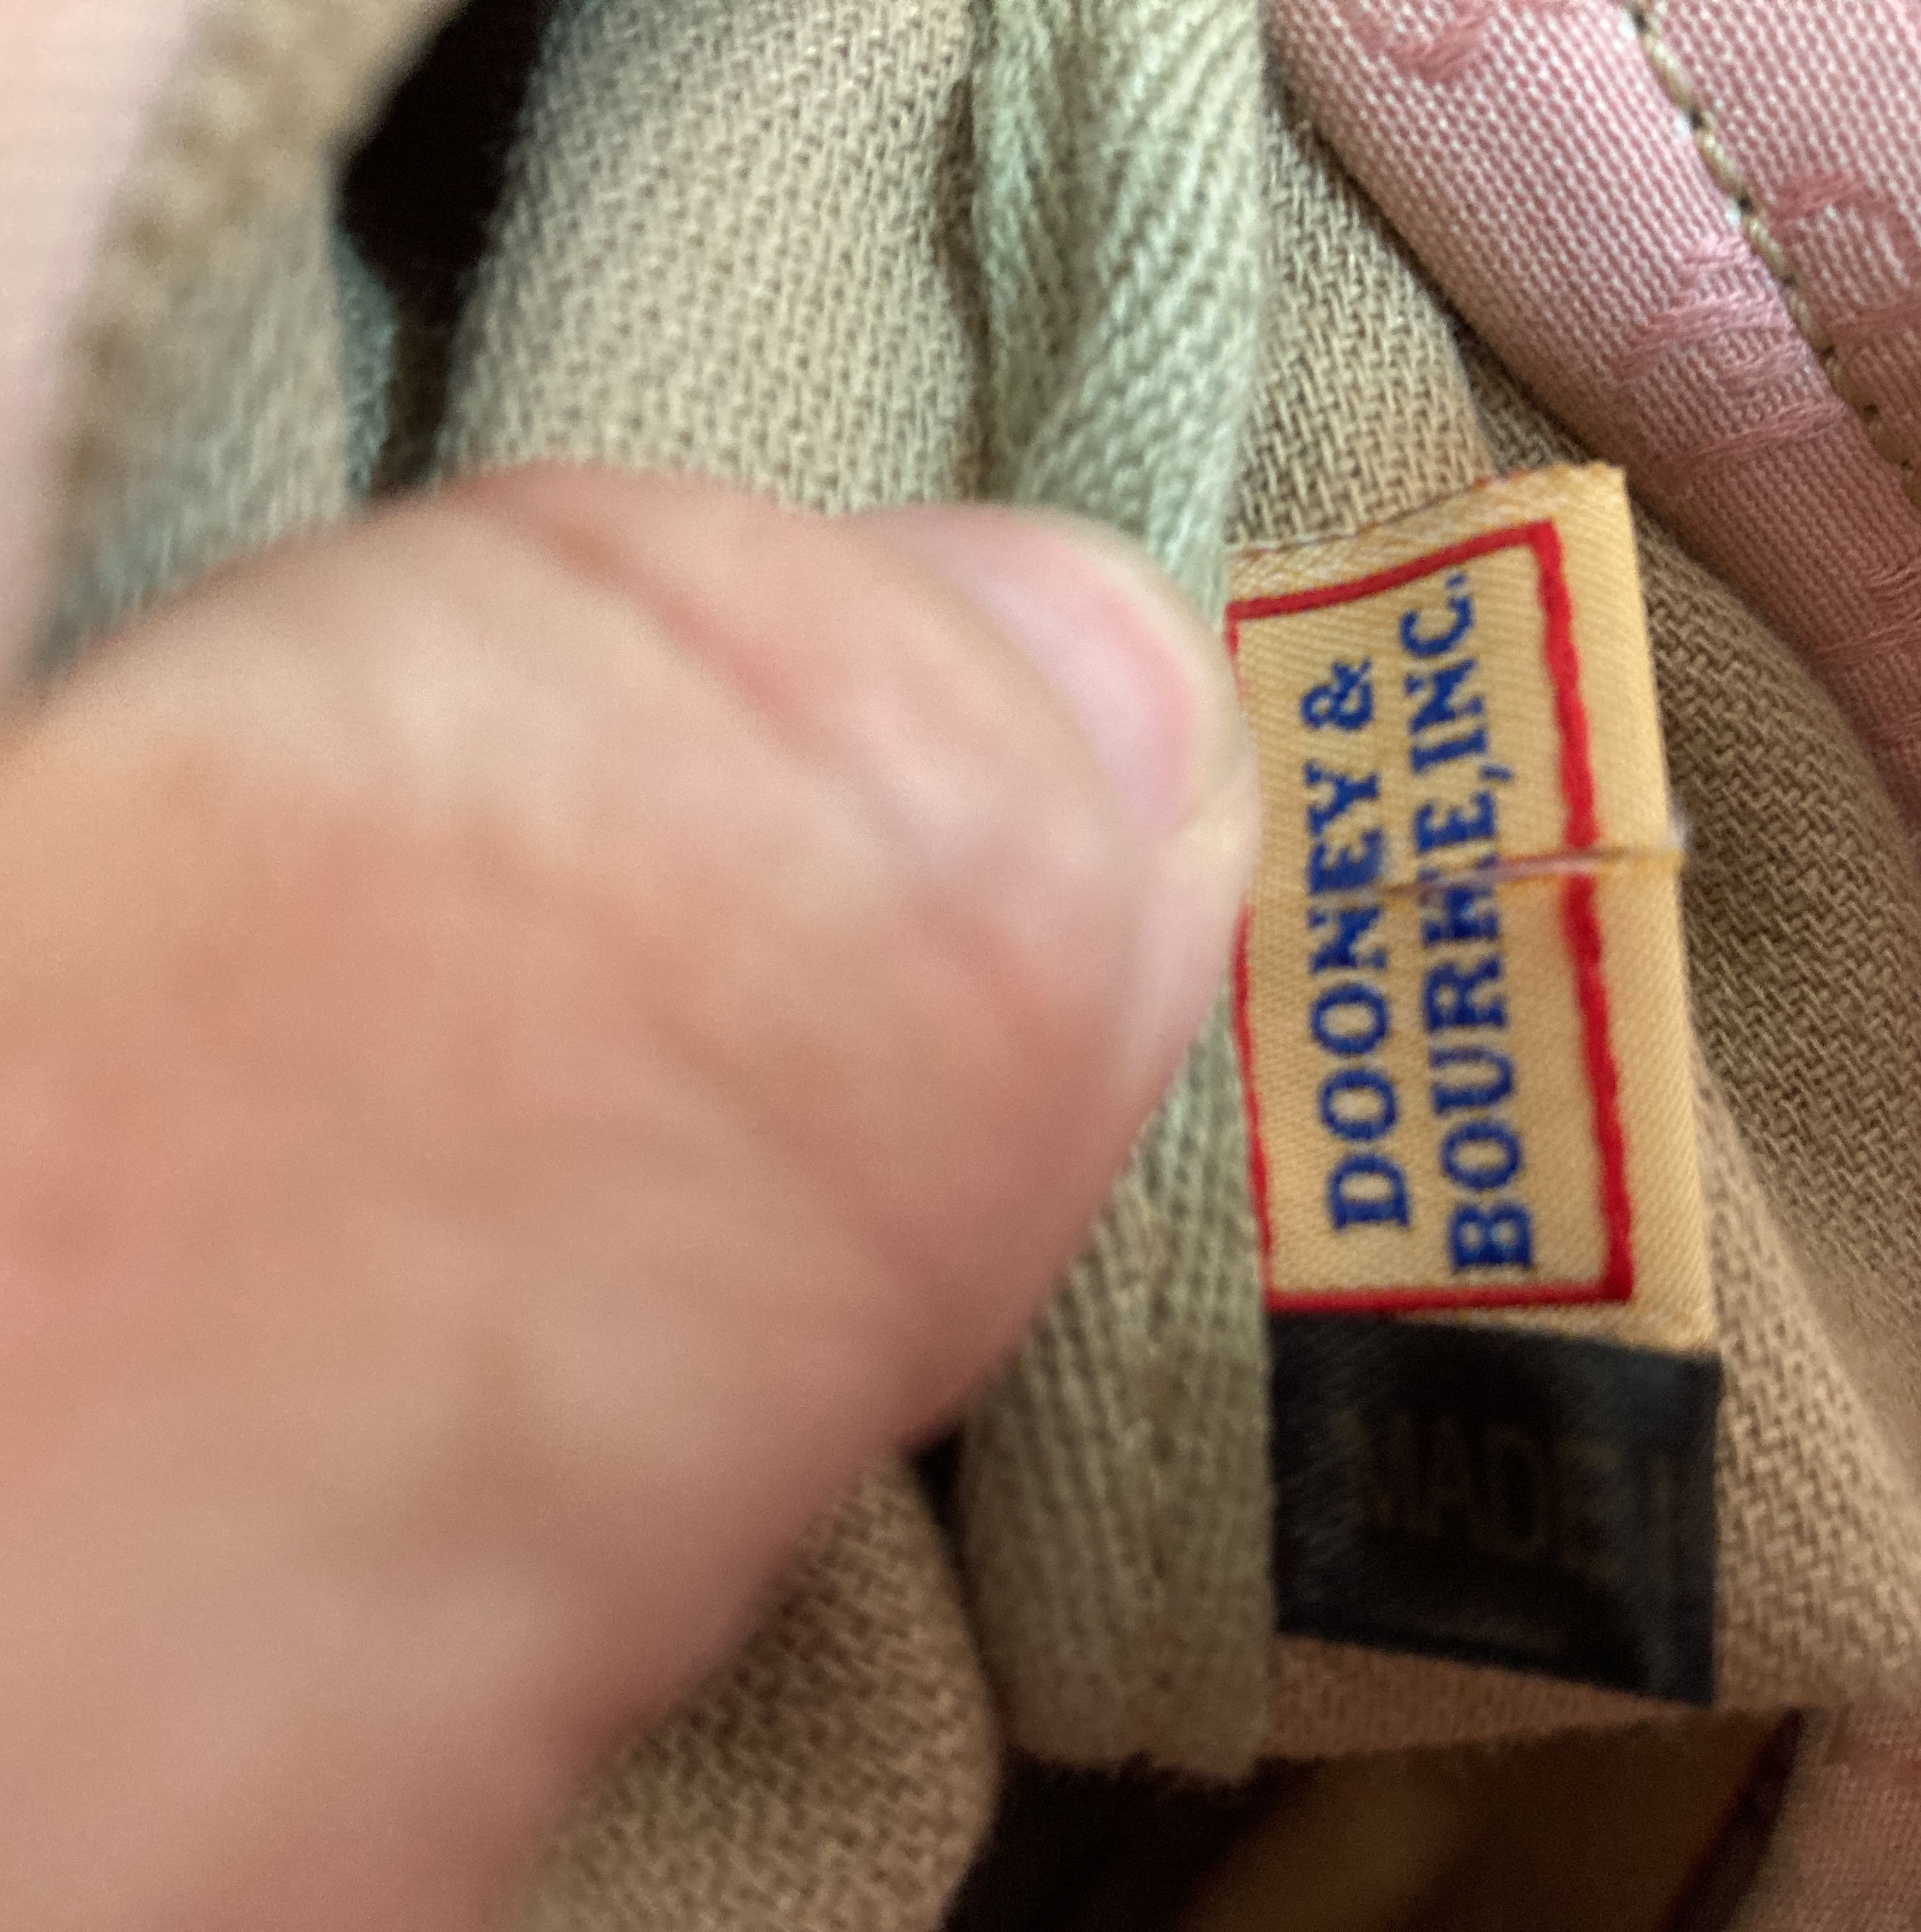 DOONEY &
BOURKE, INC.